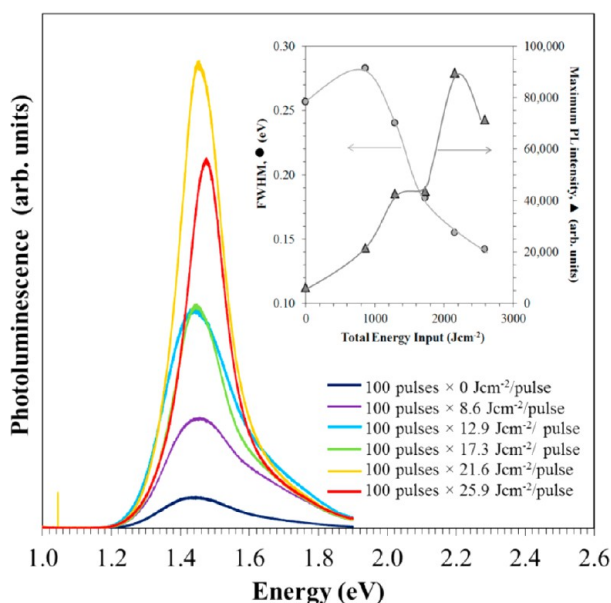 Photoluminescence (arb. units)
0.30
0.25
0.20
0.15
0.10
FWHM, ● (eV)
100,000
80,000
60,000
40,000
20,000
0
Maximum PL intensity, ▲ (arb. units)
0 1000 2000 3000
Total Energy Input (Jcm⁻²)
100 pulses × 0 Jcm⁻²/pulse
100 pulses × 8.6 Jcm⁻²/pulse
100 pulses × 12.9 Jcm⁻²/ pulse
100 pulses × 17.3 Jcm⁻²/ pulse
100 pulses × 21.6 Jcm⁻²/pulse
100 pulses × 25.9 Jcm⁻²/pulse
1.0 1.2 1.4 1.6 1.8 2.0 2.2 2.4 2.6
Energy (eV)